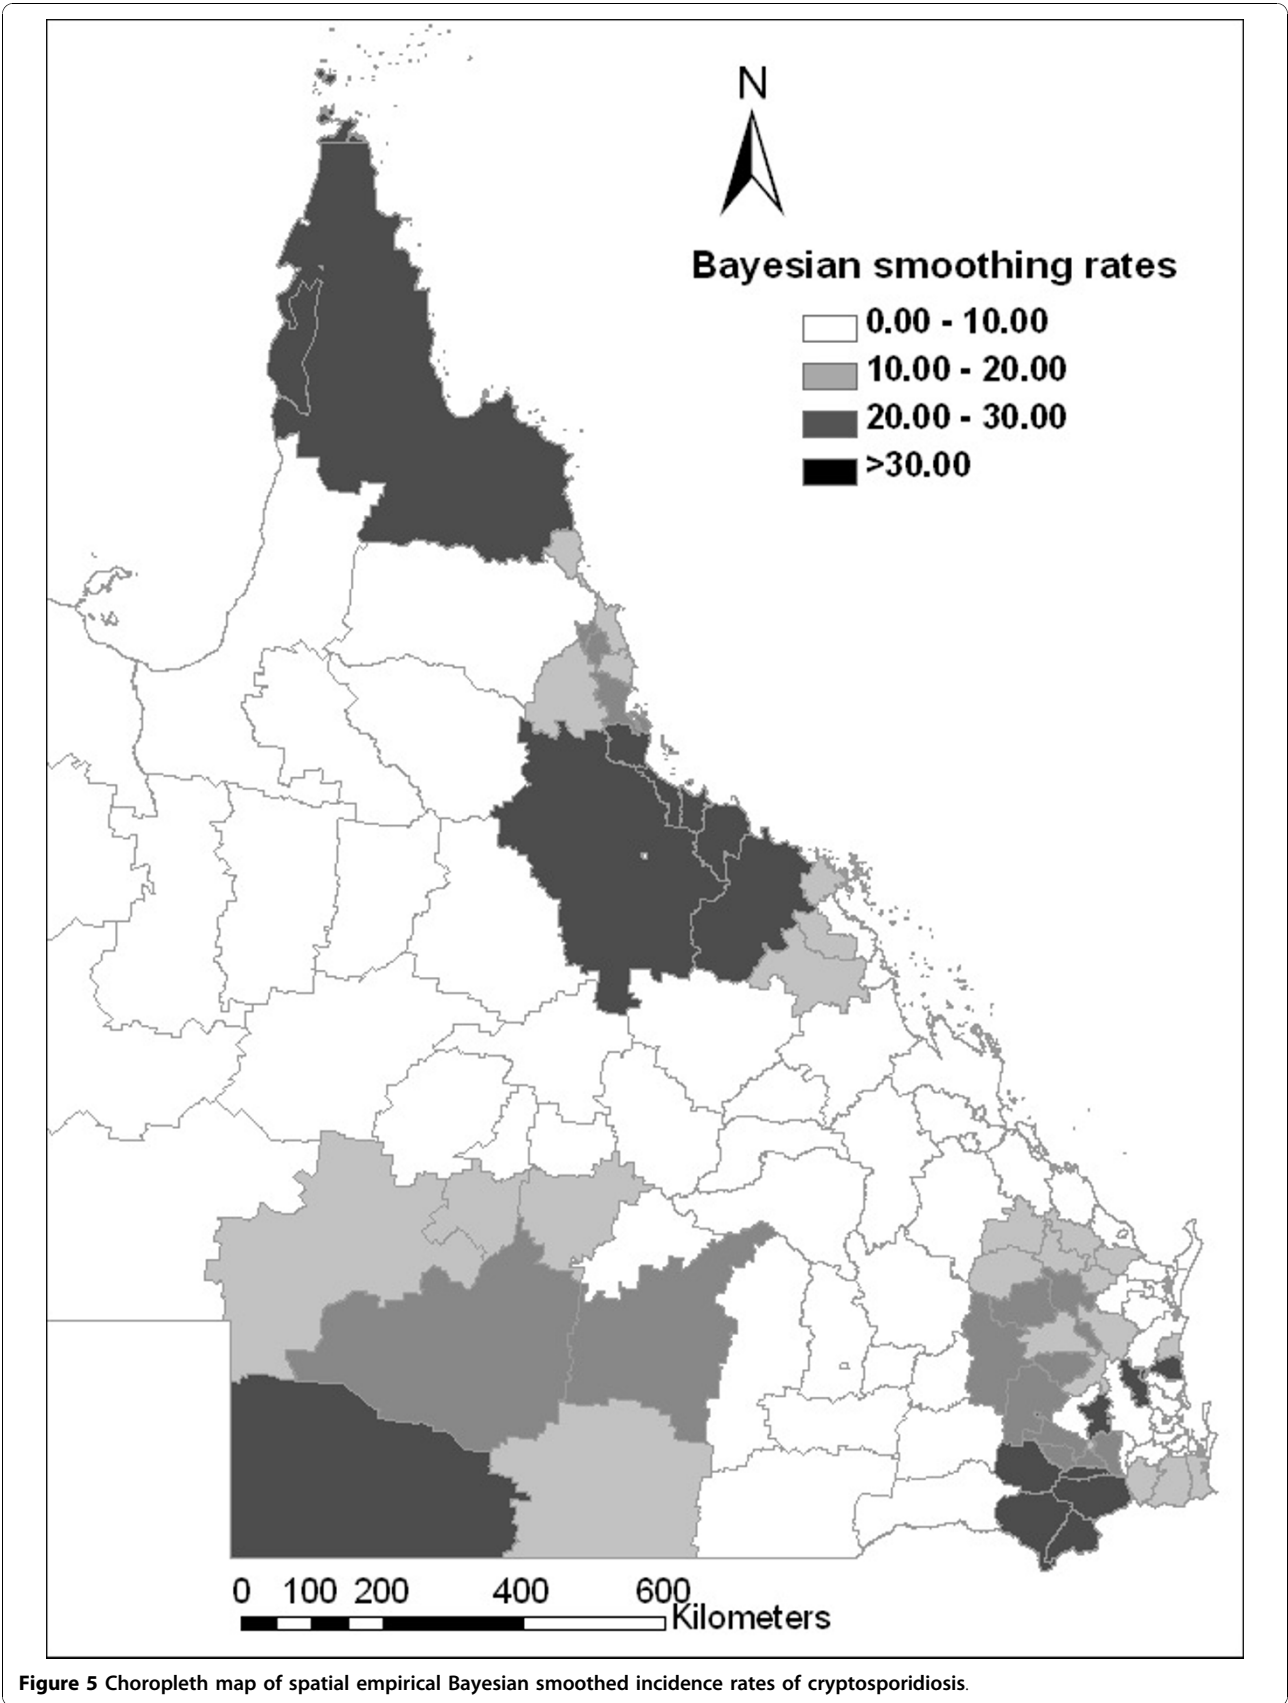 N
Bayesian smoothing rates
0.00 - 10.00
10.00 - 20.00
20.00 - 30.00
>30.00
0 100 200 400 600
Kilometers
Figure 5 Choropleth map of spatial empirical Bayesian smoothed incidence rates of cryptosporidiosis.